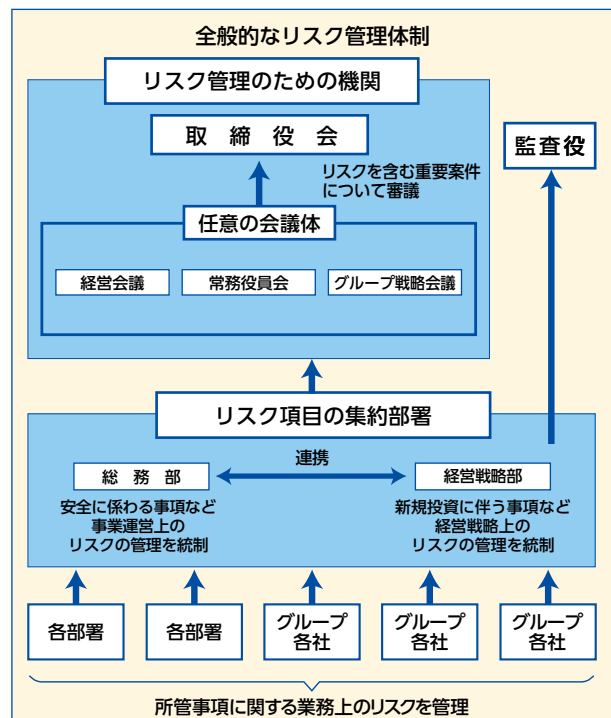 全般的なリスク管理体制
リスク管理のための機関
取締役会
監査役
リスクを含む重要案件
について審議
任意の会議体
経営会議
常務役員会
グループ戦略会議
リスク項目の集約部署
連携
総務部
経営戦略部
安全に係わる事項など
事業運営上の
リスクの管理を統制
新規投資に伴う事項など
経営戦略上の
リスクの管理を統制
各部署
各部署
グループ
各社
グループ
各社
グループ
各社
所管事項に関する業務上のリスクを管理